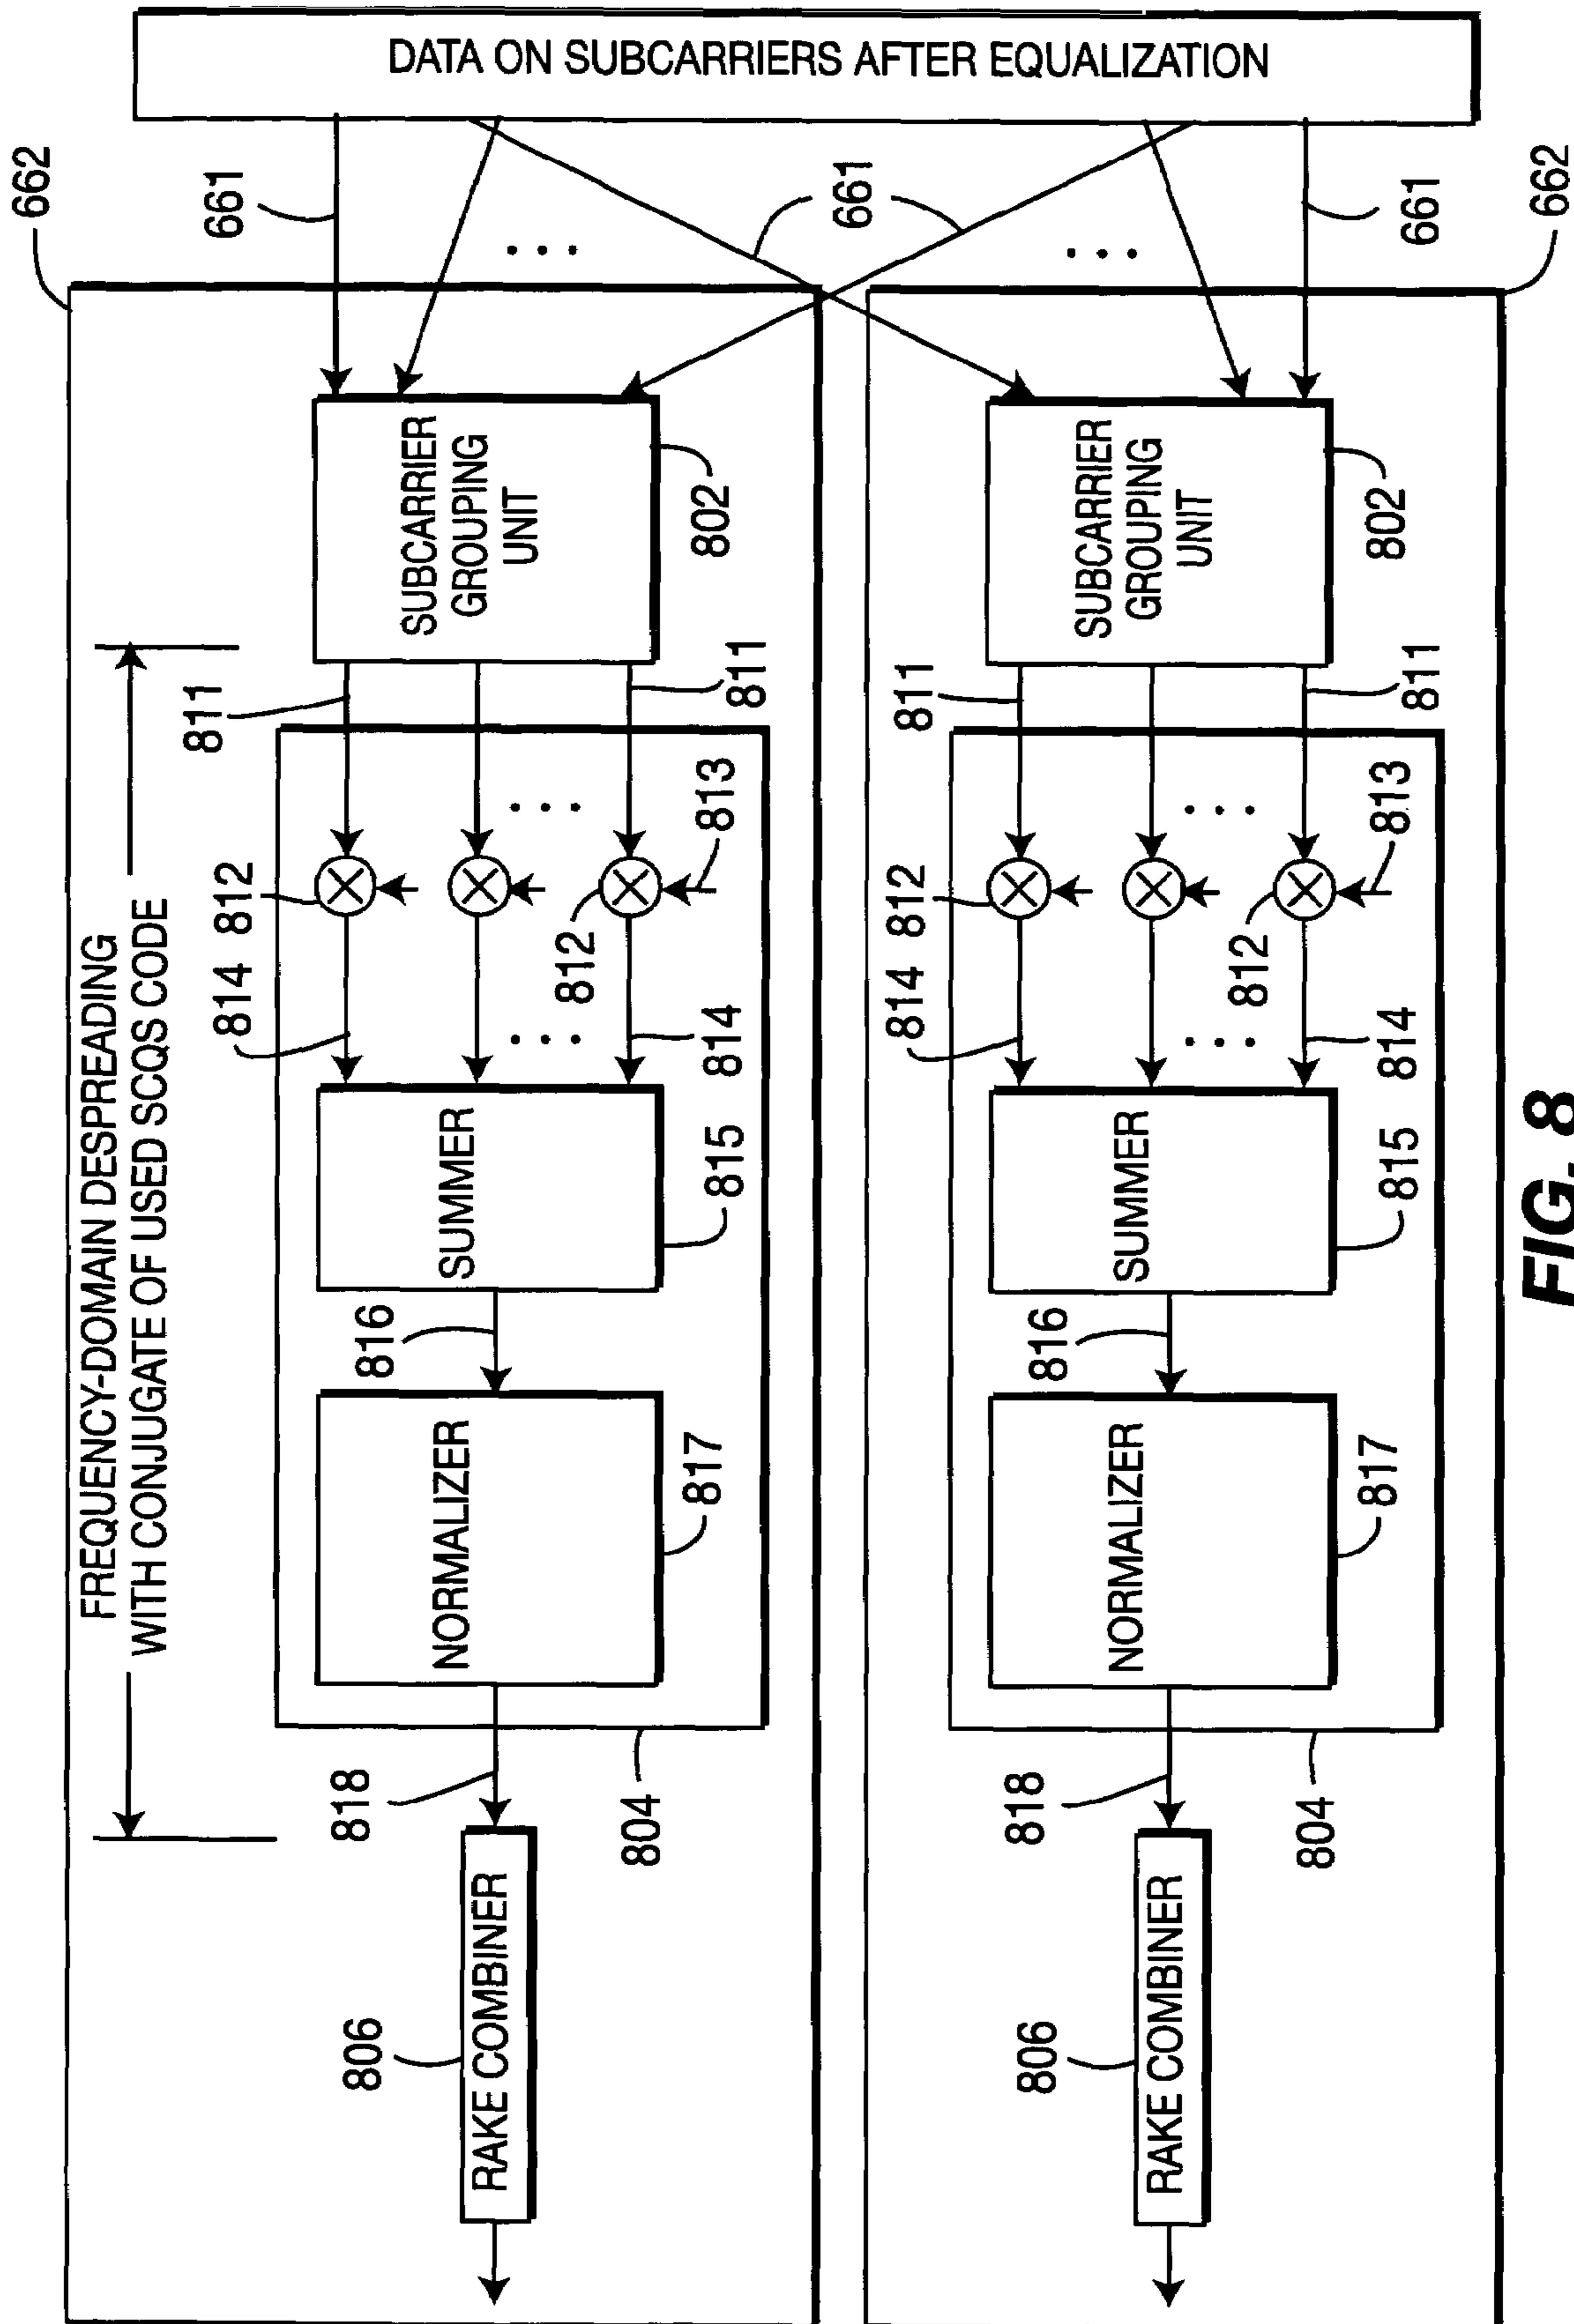 DATA ON SUBCARRIERS AFTER EQUALIZATION
662
661
661
661
662
FREQUENCY-DOMAIN DESPREADING
WITH CONJUGATE OF USED SCQS CODE
SUBCARRIER
GROUPING
UNIT
802
811
811
812
812
813
814
814
SUMMER
815
816
NORMALIZER
817
818
804
RAKE COMBINER
806
SUBCARRIER
GROUPING
UNIT
802
811
811
812
812
813
814
814
SUMMER
815
816
NORMALIZER
817
818
804
RAKE COMBINER
806
FIG. 8